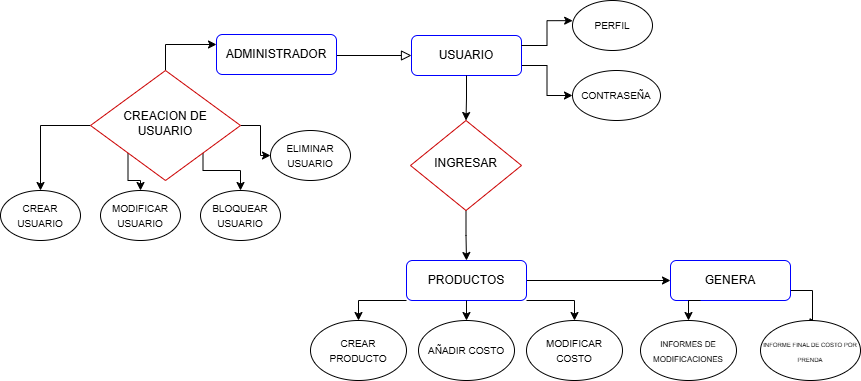 PERFIL
ADMINISTRADOR
USUARIO
CONTRASEÑA
CREACION DE
USUARIO
ELIMINAR
USUARIO
INGRESAR
CREAR
USUARIO
MODIFICAR
USUARIO
BLOQUEAR
USUARIO
PRODUCTOS
GENERA
CREAR
PRODUCTO
AÑADIR COSTO
MODIFICAR
COSTO
INFORMES DE
MODIFICACIONES
INFORME FINAL DE COSTO POR
PRENDA